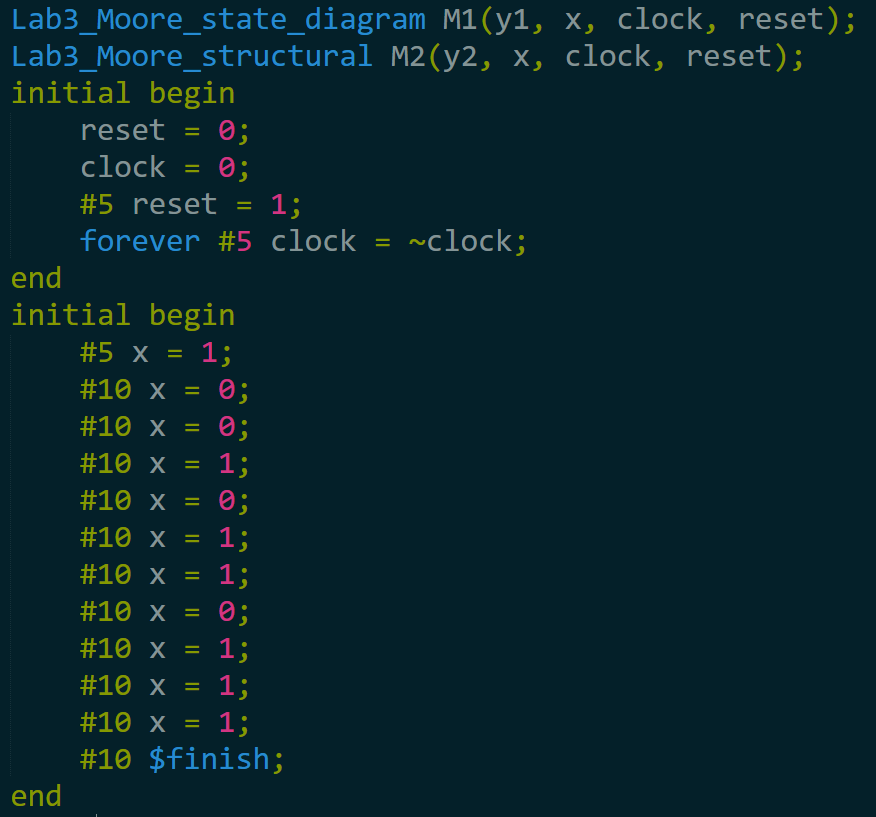 Lab3_Moore_state_diagram M1(y1, x, clock, reset);
Lab3_Moore_structural M2(y2, x, clock, reset);
initial begin
    reset = 0;
    clock = 0;
    #5 reset = 1;
    forever #5 clock = ~clock;
end
initial begin
    #5 x = 1;
    #10 x = 0;
    #10 x = 0;
    #10 x = 1;
    #10 x = 0;
    #10 x = 1;
    #10 x = 1;
    #10 x = 0;
    #10 x = 1;
    #10 x = 1;
    #10 x = 1;
    #10 $finish;
end